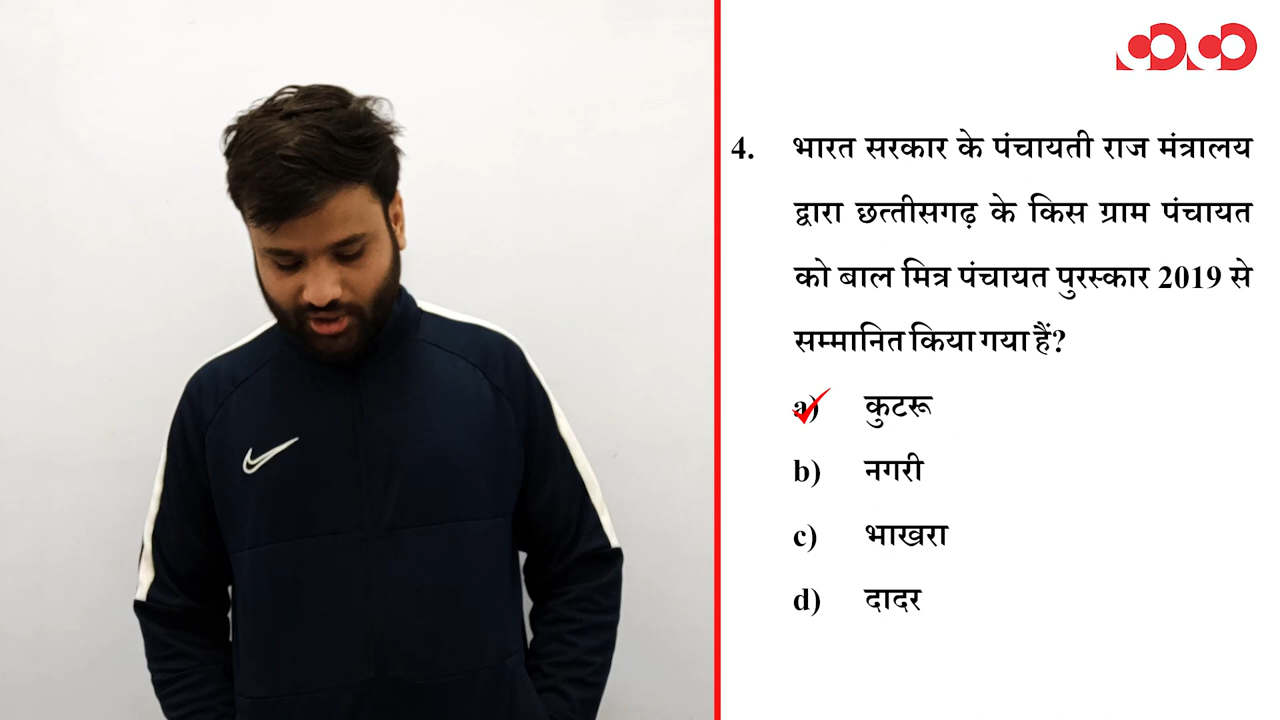 4. भारत सरकार के पंचायती राज मंत्रालय
द्वारा छत्तीसगढ़ के किस ग्राम पंचायत
को बाल मित्र पंचायत पुरस्कार 2019 से
सम्मानित किया गया हैं?
a) कुटरू
b) नगरी
c) भाखरा
d) दादर